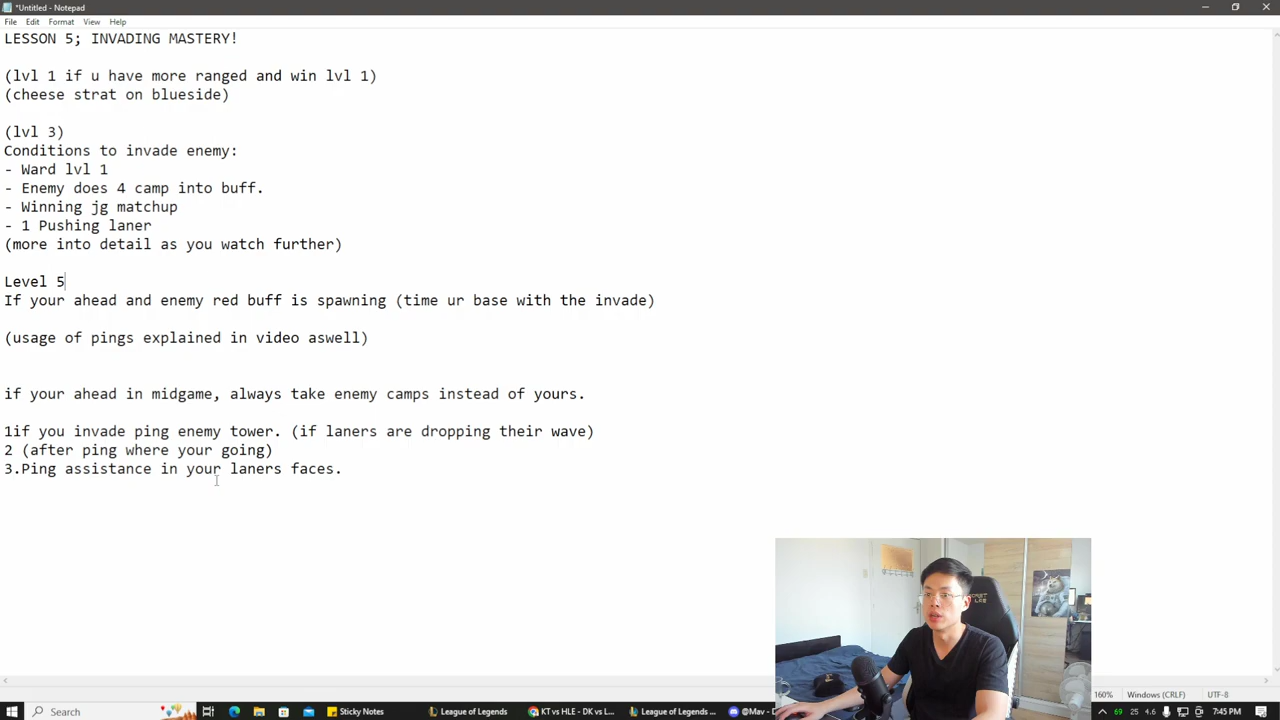 *Untitled - Notepad
File Edit Format View Help
LESSON 5; INVADING MASTERY!
(lvl 1 if u have more ranged and win lvl 1)
(cheese strat on blueside)
(lvl 3)
Conditions to invade enemy:
- Ward lvl 1
- Enemy does 4 camp into buff.
- Winning jg matchup
- 1 Pushing laner
(more into detail as you watch further)
Level 5
If your ahead and enemy red buff is spawning (time ur base with the invade)
(usage of pings explained in video aswell)
if your ahead in midgame, always take enemy camps instead of yours.
1if you invade ping enemy tower. (if laners are dropping their wave)
2 (after ping where your going)
3.Ping assistance in your laners faces.
160% Windows (CRLF) UTF-8
Search Sticky Notes League of Legends KT vs HLE - DK vs L... League of Legends ... @Mav - D 69 25 4.6 7:45 PM